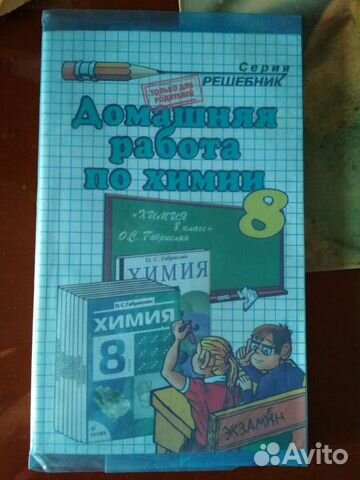 Серия
РЕШЕБНИК
ТОЛЬКО ДЛЯ
РОДИТЕЛЕЙ
Домашняя
работа
по химии
8
«ХИМИЯ
8 класс»
О.С. Габриелян
О. С. Габриелян
ХИМИЯ
О.С.Габриелян
ХИМИЯ
8
ЭКЗАМЕН
Avito